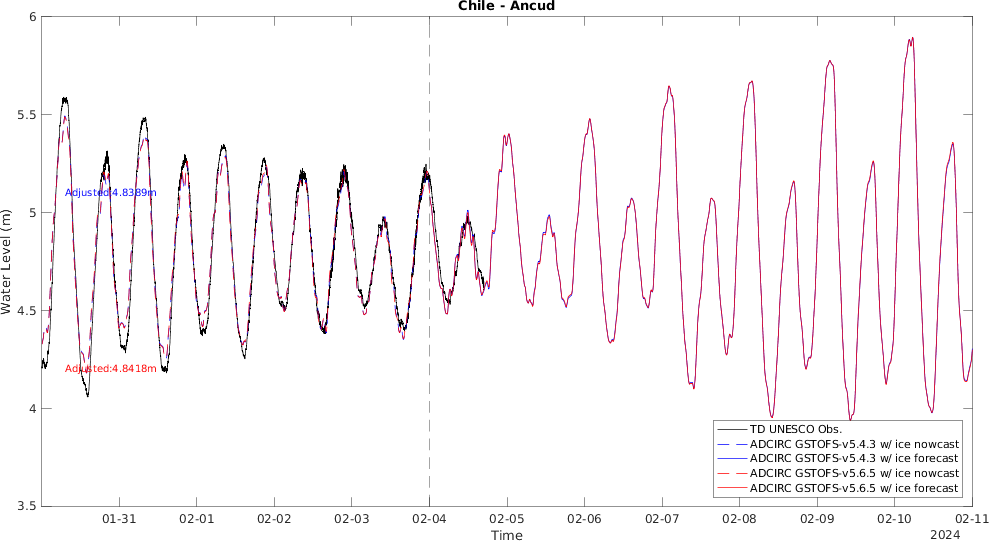 Chile - Ancud
6
5.5
5
4.5
4
3.5
Water Level (m)
Adjusted:4.8389m
Adjusted:4.8418m
TD UNESCO Obs.
ADCIRC GSTOFS-v5.4.3 w/ ice nowcast
ADCIRC GSTOFS-v5.4.3 w/ ice forecast
ADCIRC GSTOFS-v5.6.5 w/ ice nowcast
ADCIRC GSTOFS-v5.6.5 w/ ice forecast
01-31 02-01 02-02 02-03 02-04 02-05 02-06 02-07 02-08 02-09 02-10 02-11
Time
2024